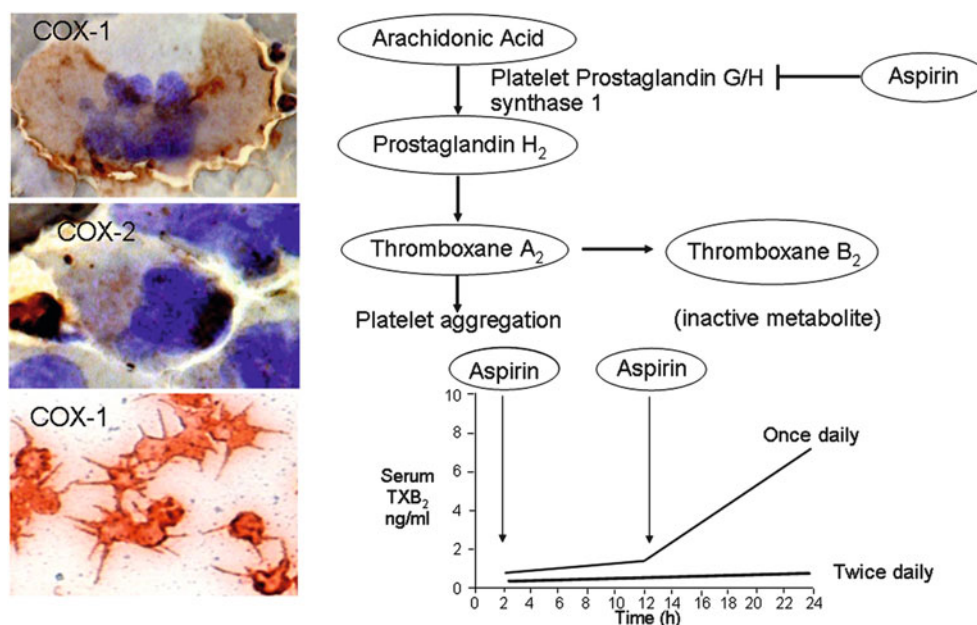 COX-1
COX-2
COX-1
Arachidonic Acid
Platelet Prostaglandin G/H
synthase 1
Aspirin
Prostaglandin H₂
Thromboxane A₂
Thromboxane B₂
Platelet aggregation
(inactive metabolite)
Aspirin
Aspirin
10
8
6
4
2
0
Serum
TXB₂
ng/ml
Once daily
Twice daily
0 2 4 6 8 10 12 14 16 18 20 22 24
Time (h)